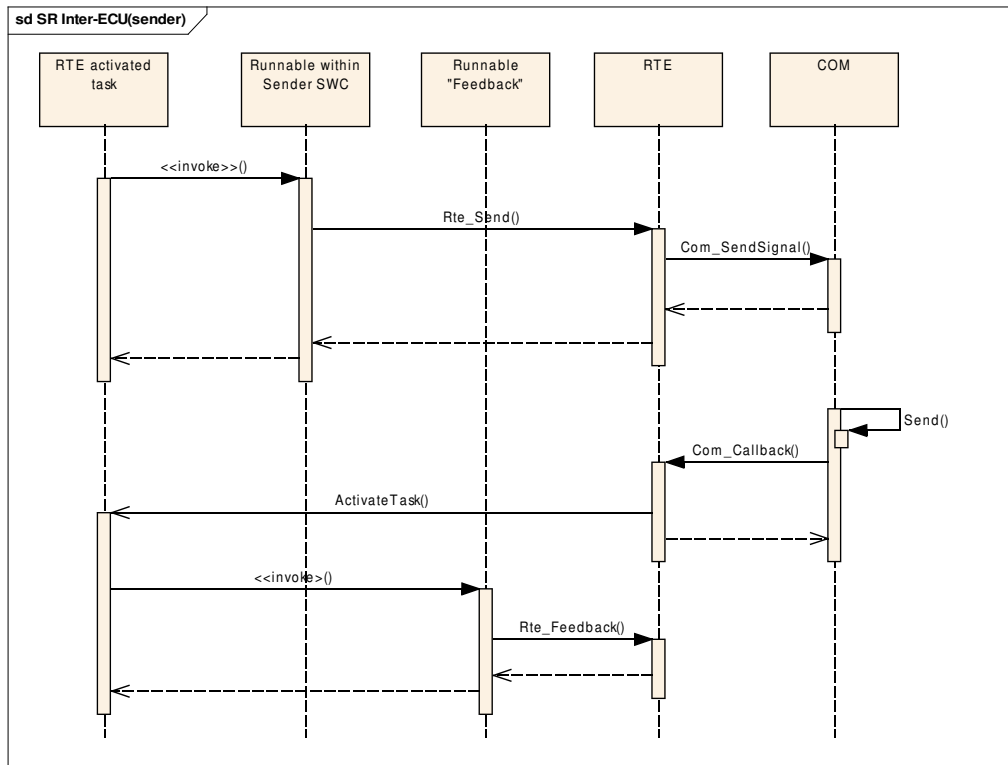 sd SR Inter-ECU(sender)
RTE activated
task
Runnable within
Sender SWC
Runnable
"Feedback"
RTE
COM
<<invoke>>()
Rte_Send()
Com_SendSignal()
Send()
Com_Callback()
ActivateTask()
<<invoke>()
Rte_Feedback()